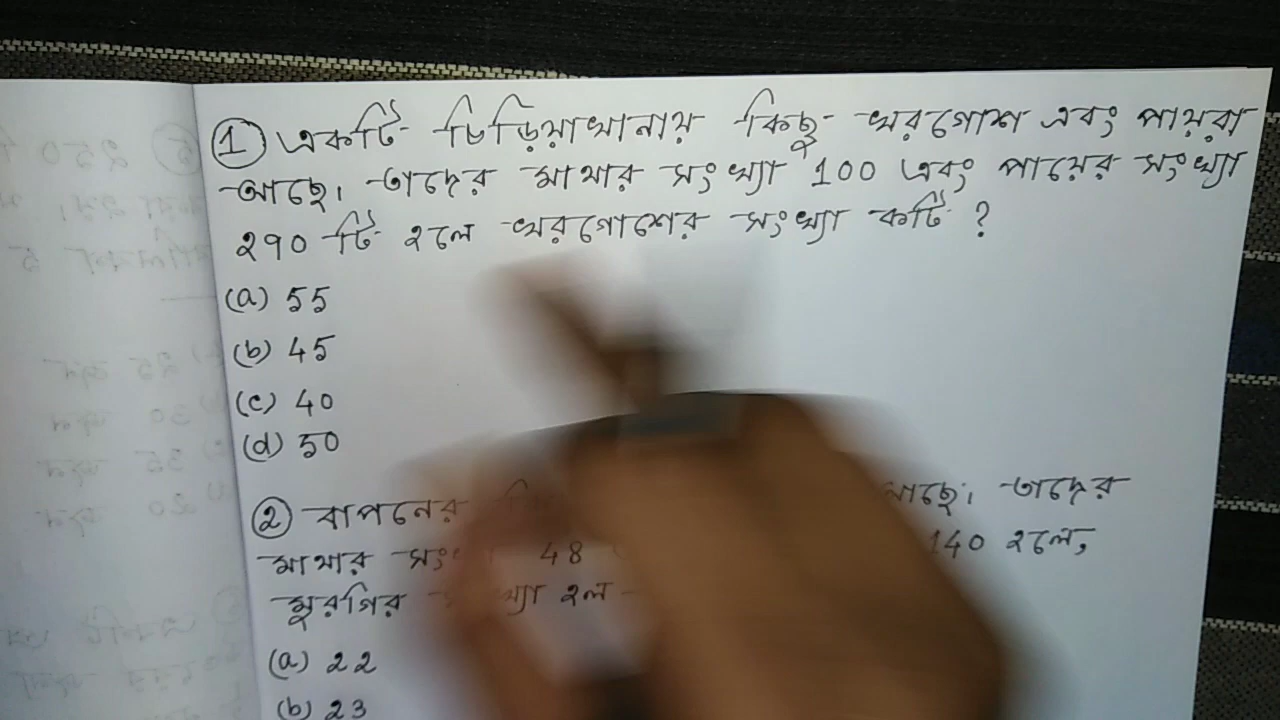 ① একটি চিড়িয়াখানায় কিছু খরগোশ এবং পায়রা
আছে। তাদের মাথার সংখ্যা 100 এবং পায়ের সংখ্যা
290 টি হলে খরগোশের সংখ্যা কটি ?
(a) 55
(b) 45
(c) 40
(d) 50
② বাপনের আছে। তাদের
মাথার 48 140 হলে,
মুরগির হল
(a) 22
(b) 23